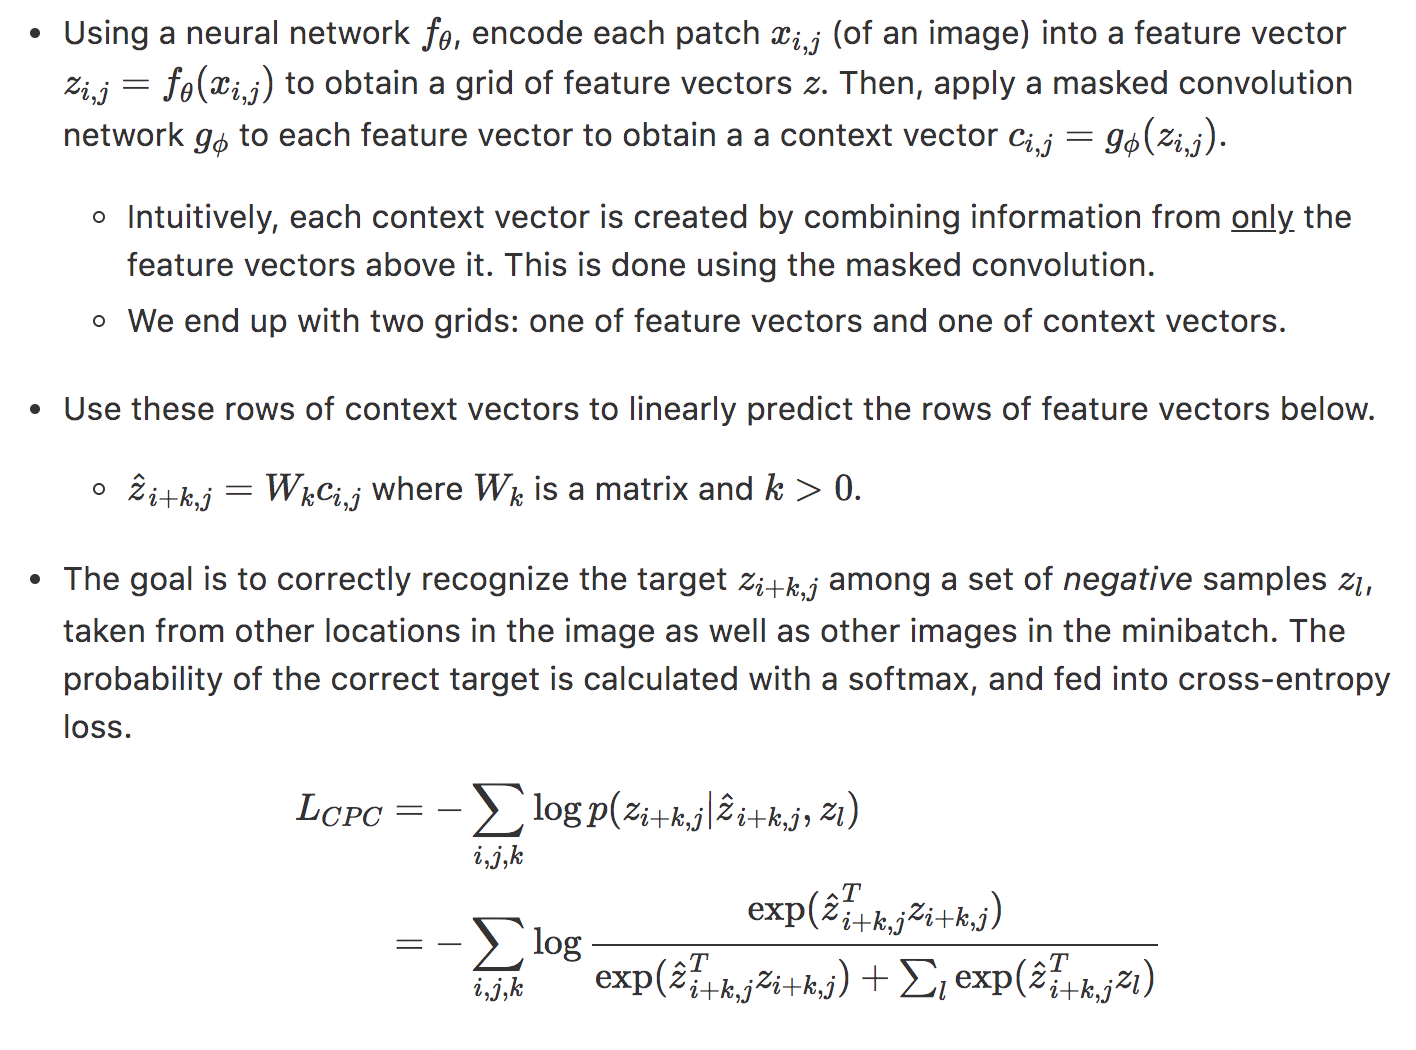 • Using a neural network $f_\theta$, encode each patch $x_{i,j}$ (of an image) into a feature vector
$z_{i,j} = f_\theta(x_{i,j})$ to obtain a grid of feature vectors $z$. Then, apply a masked convolution
network $g_\phi$ to each feature vector to obtain a a context vector $c_{i,j} = g_\phi(z_{i,j})$.
◦ Intuitively, each context vector is created by combining information from only the
feature vectors above it. This is done using the masked convolution.
◦ We end up with two grids: one of feature vectors and one of context vectors.
• Use these rows of context vectors to linearly predict the rows of feature vectors below.
◦ $\hat{z}_{i+k,j} = W_k c_{i,j}$ where $W_k$ is a matrix and $k > 0$.
• The goal is to correctly recognize the target $z_{i+k,j}$ among a set of negative samples $z_l$,
taken from other locations in the image as well as other images in the minibatch. The
probability of the correct target is calculated with a softmax, and fed into cross-entropy
loss.
$L_{CPC} = -\sum_{i,j,k} \log p(z_{i+k,j}|\hat{z}_{i+k,j}, z_l)$
$= -\sum_{i,j,k} \log \frac{\exp(\hat{z}_{i+k,j}^T z_{i+k,j})}{\exp(\hat{z}_{i+k,j}^T z_{i+k,j}) + \sum_l \exp(\hat{z}_{i+k,j}^T z_l)}$